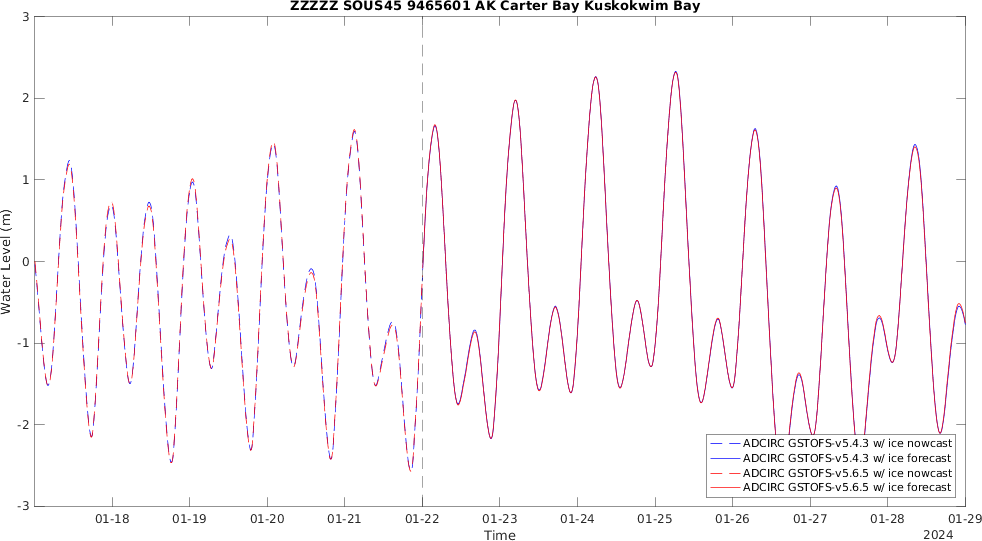 ZZZZZ SOUS45 9465601 AK Carter Bay Kuskokwim Bay
Water Level (m)
3
2
1
0
-1
-2
-3
ADCIRC GSTOFS-v5.4.3 w/ ice nowcast
ADCIRC GSTOFS-v5.4.3 w/ ice forecast
ADCIRC GSTOFS-v5.6.5 w/ ice nowcast
ADCIRC GSTOFS-v5.6.5 w/ ice forecast
01-18 01-19 01-20 01-21 01-22 01-23 01-24 01-25 01-26 01-27 01-28 01-29
Time
2024